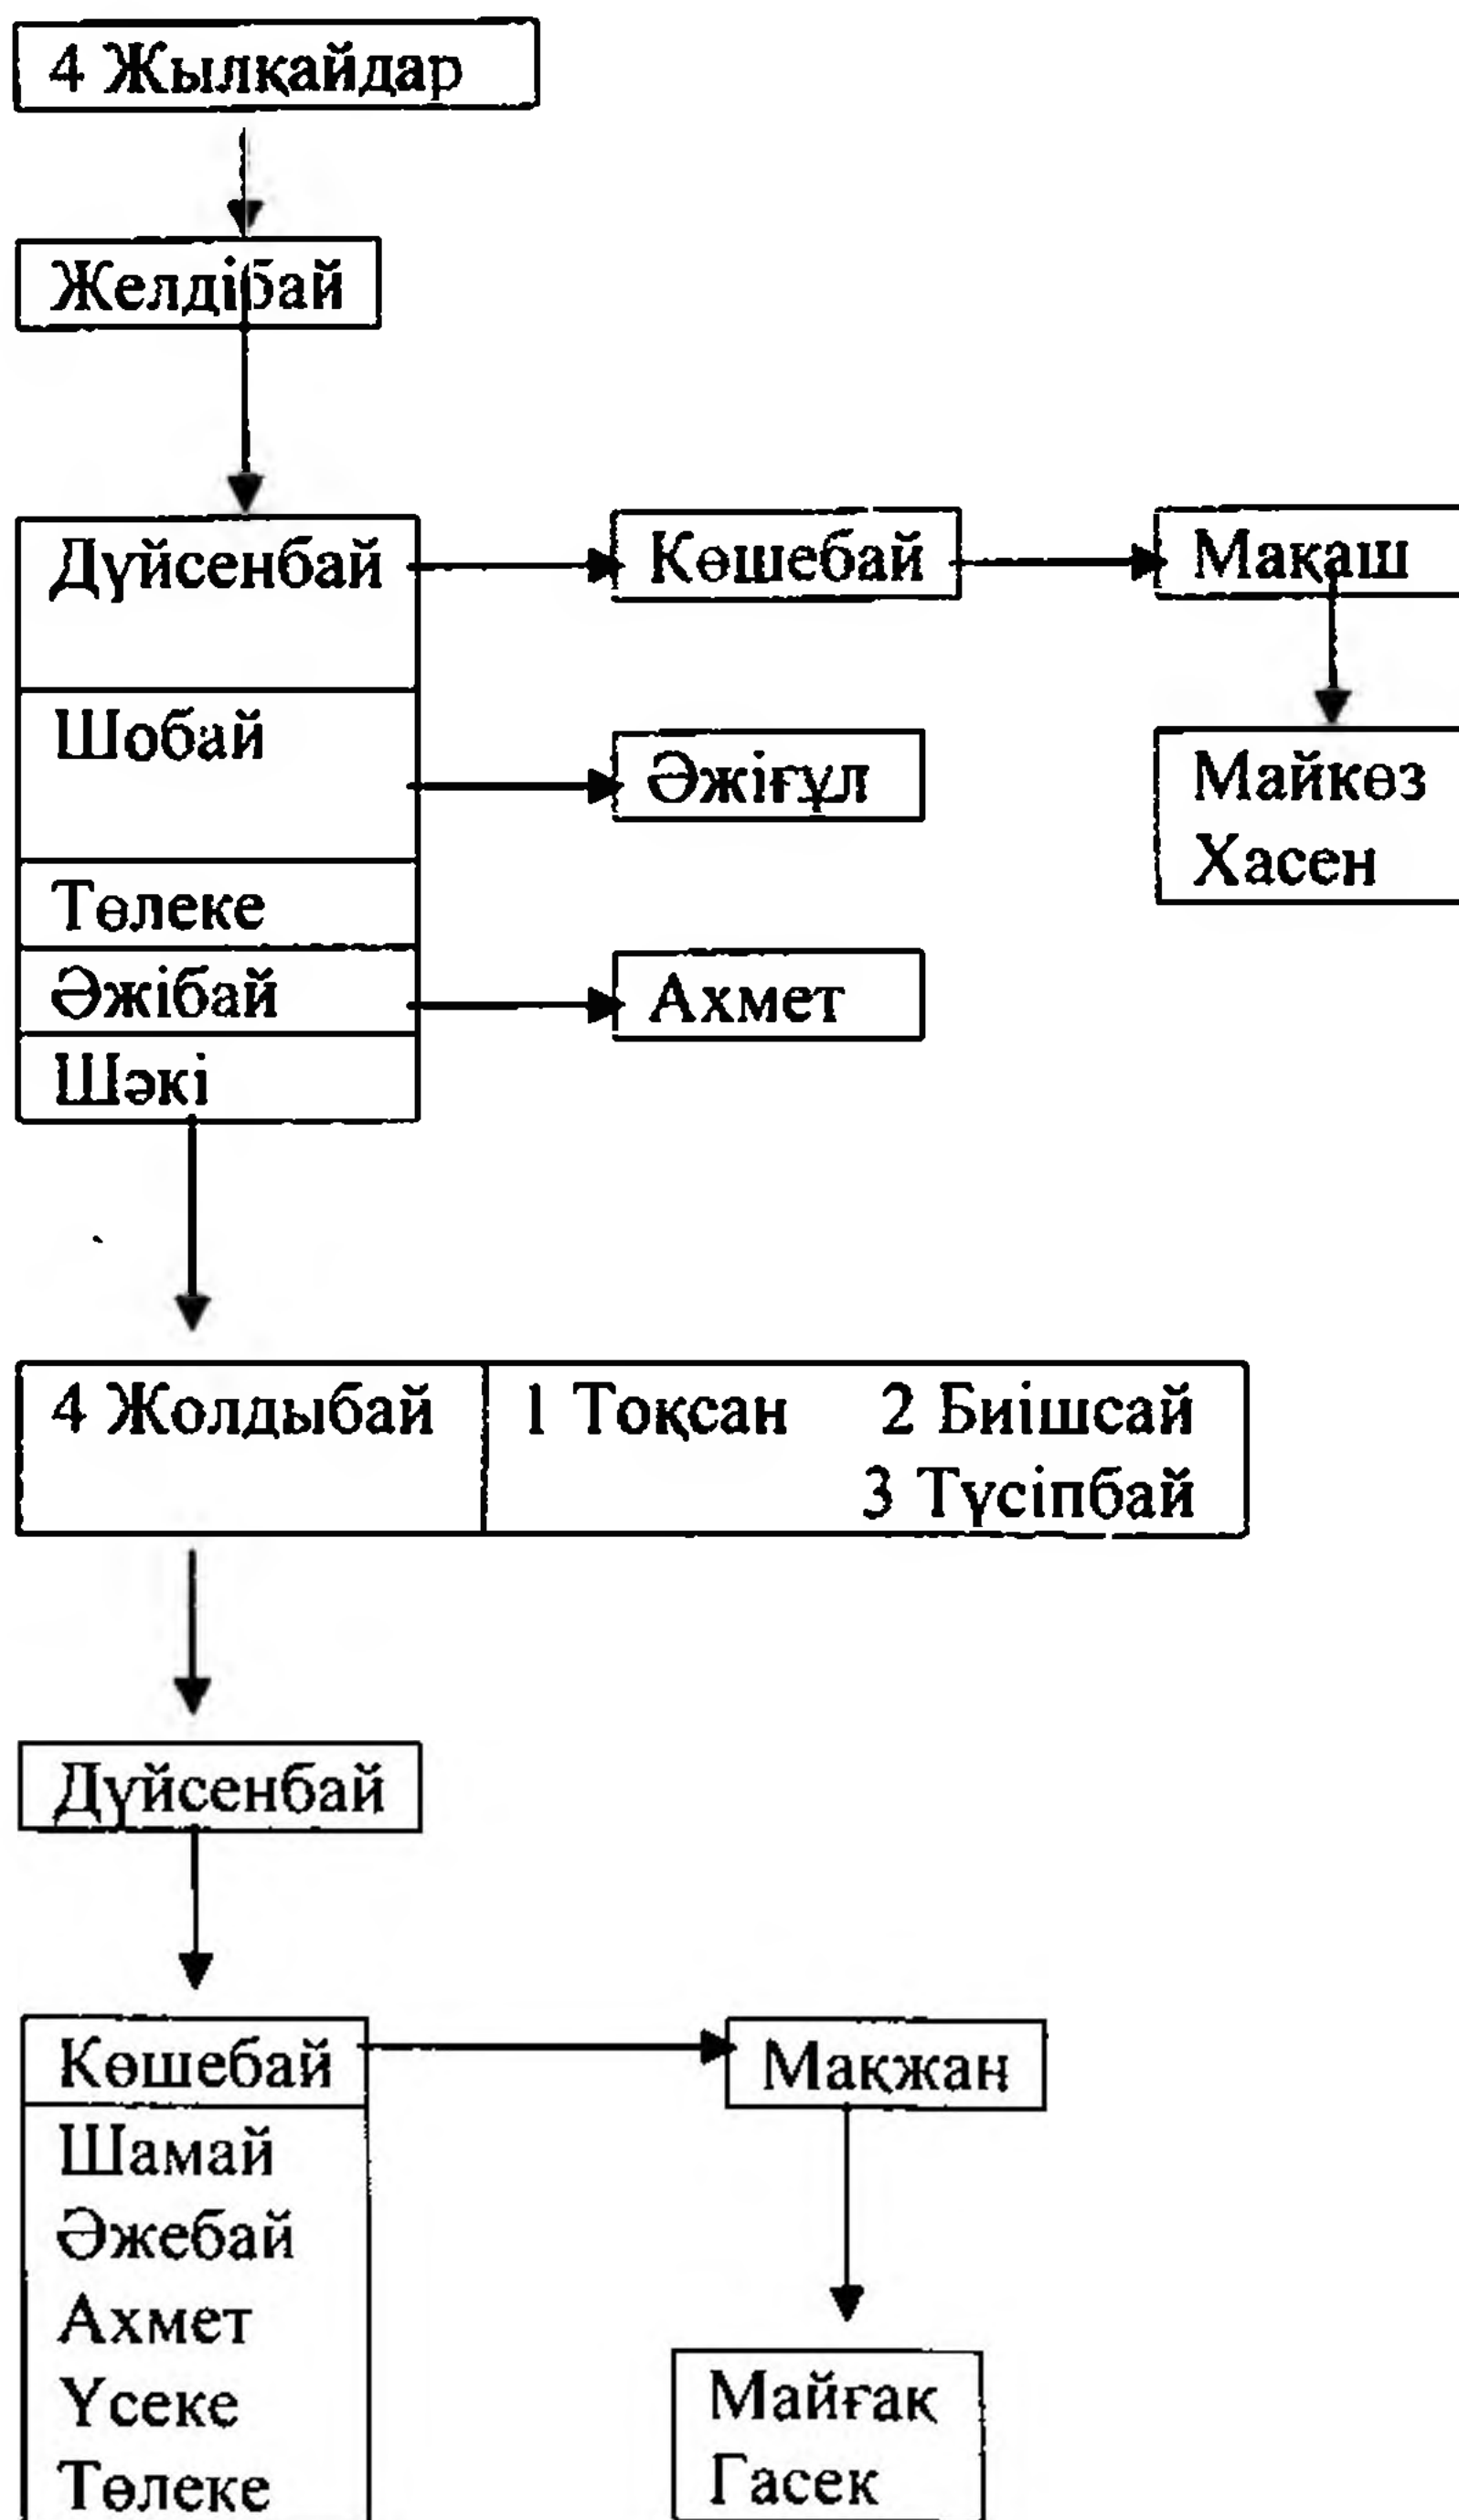 4 Жылқайдар
Желдібай
Дүйсенбай
Көшебай
Мақаш
Шобай
Әжіғұл
Майкөз
Хасен
Төлеке
Әжібай
Ахмет
Шәкі
4 Жолдыбай 1 Тоқсан 2 Биішсай
3 Түсіпбай
Дүйсенбай
Көшебай
Мақжан
Шамай
Әжебай
Ахмет
Үсеке
Төлеке
Майғақ
Гасек